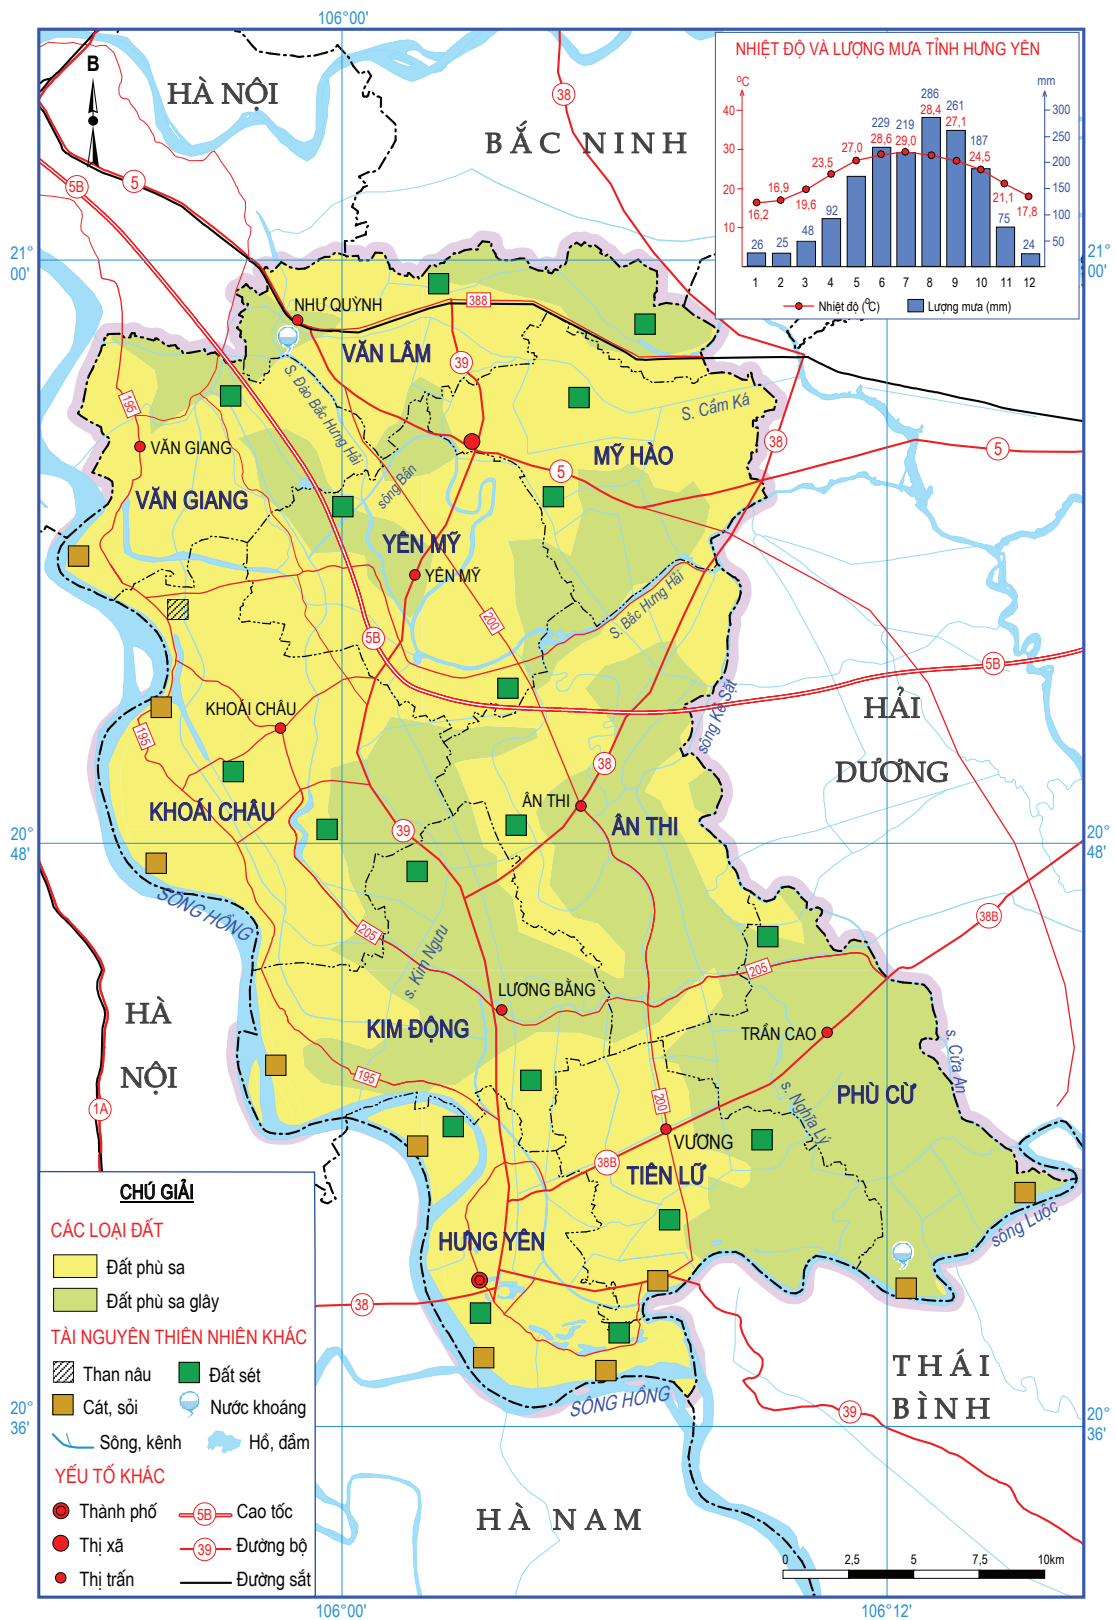 106°00'
NHIỆT ĐỘ VÀ LƯỢNG MƯA TỈNH HƯNG YÊN
°C
mm
40
30
20
10
300
250
200
150
100
50
16,2
16,9
19,6
23,5
27,0
28,6
29,0
28,4
27,1
24,5
21,1
17,8
26
25
48
92
229
219
286
261
187
75
24
1 2 3 4 5 6 7 8 9 10 11 12
Nhiệt độ (°C)
Lượng mưa (mm)
B
HÀ NỘI
BẮC NINH
38
5B
5
21°
00'
21°
00'
NHƯ QUỲNH
388
VĂN LÂM
39
S. Đào Bắc Hưng Hải
S. Cẩm Ká
195
VĂN GIANG
38
5
MỸ HÀO
5
sông Bần
VĂN GIANG
YÊN MỸ
YÊN MỸ
S. Bắc Hưng Hải
200
5B
5B
sông Kẻ Sặt
HẢI
DƯƠNG
KHOÁI CHÂU
195
38
KHOÁI CHÂU
ÂN THI
ÂN THI
39
20°
48'
20°
48'
SÔNG HỒNG
205
s. Kim Ngưu
38B
205
LƯƠNG BẰNG
HÀ
NỘI
KIM ĐỘNG
TRẦN CAO
s. Cửa An
195
PHÙ CỪ
s. Nghĩa Lý
200
1A
VƯƠNG
38B
TIÊN LỮ
sông Luộc
HƯNG YÊN
38
THÁI
BÌNH
SÔNG HỒNG
39
20°
36'
20°
36'
HÀ NAM
CHÚ GIẢI
CÁC LOẠI ĐẤT
Đất phù sa
Đất phù sa glây
TÀI NGUYÊN THIÊN NHIÊN KHÁC
Than nâu
Đất sét
Cát, sỏi
Nước khoáng
Sông, kênh
Hồ, đầm
YẾU TỐ KHÁC
Thành phố
5B
Cao tốc
Thị xã
39
Đường bộ
Thị trấn
Đường sắt
0 2,5 5 7,5 10km
106°00'
106°12'